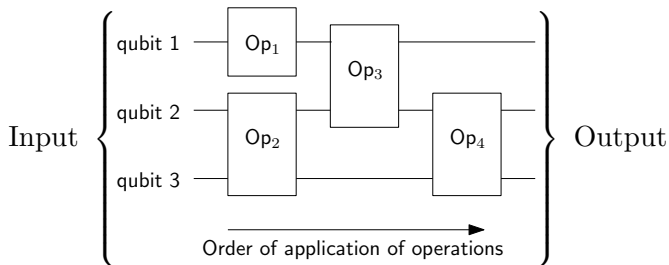 qubit 1
Op₁
Op₃
qubit 2
Input
Op₂
Op₄
Output
qubit 3
Order of application of operations